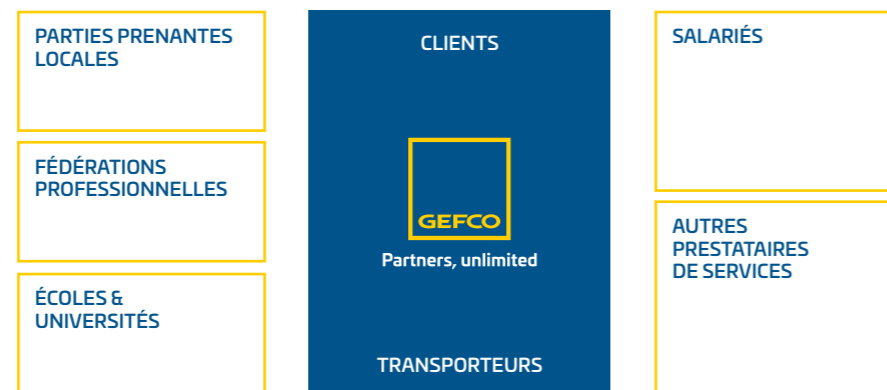 PARTIES PRENANTES
LOCALES
FÉDÉRATIONS
PROFESSIONNELLES
ÉCOLES &
UNIVERSITÉS
CLIENTS
GEFCO
Partners, unlimited
TRANSPORTEURS
SALARIÉS
AUTRES
PRESTATAIRES
DE SERVICES